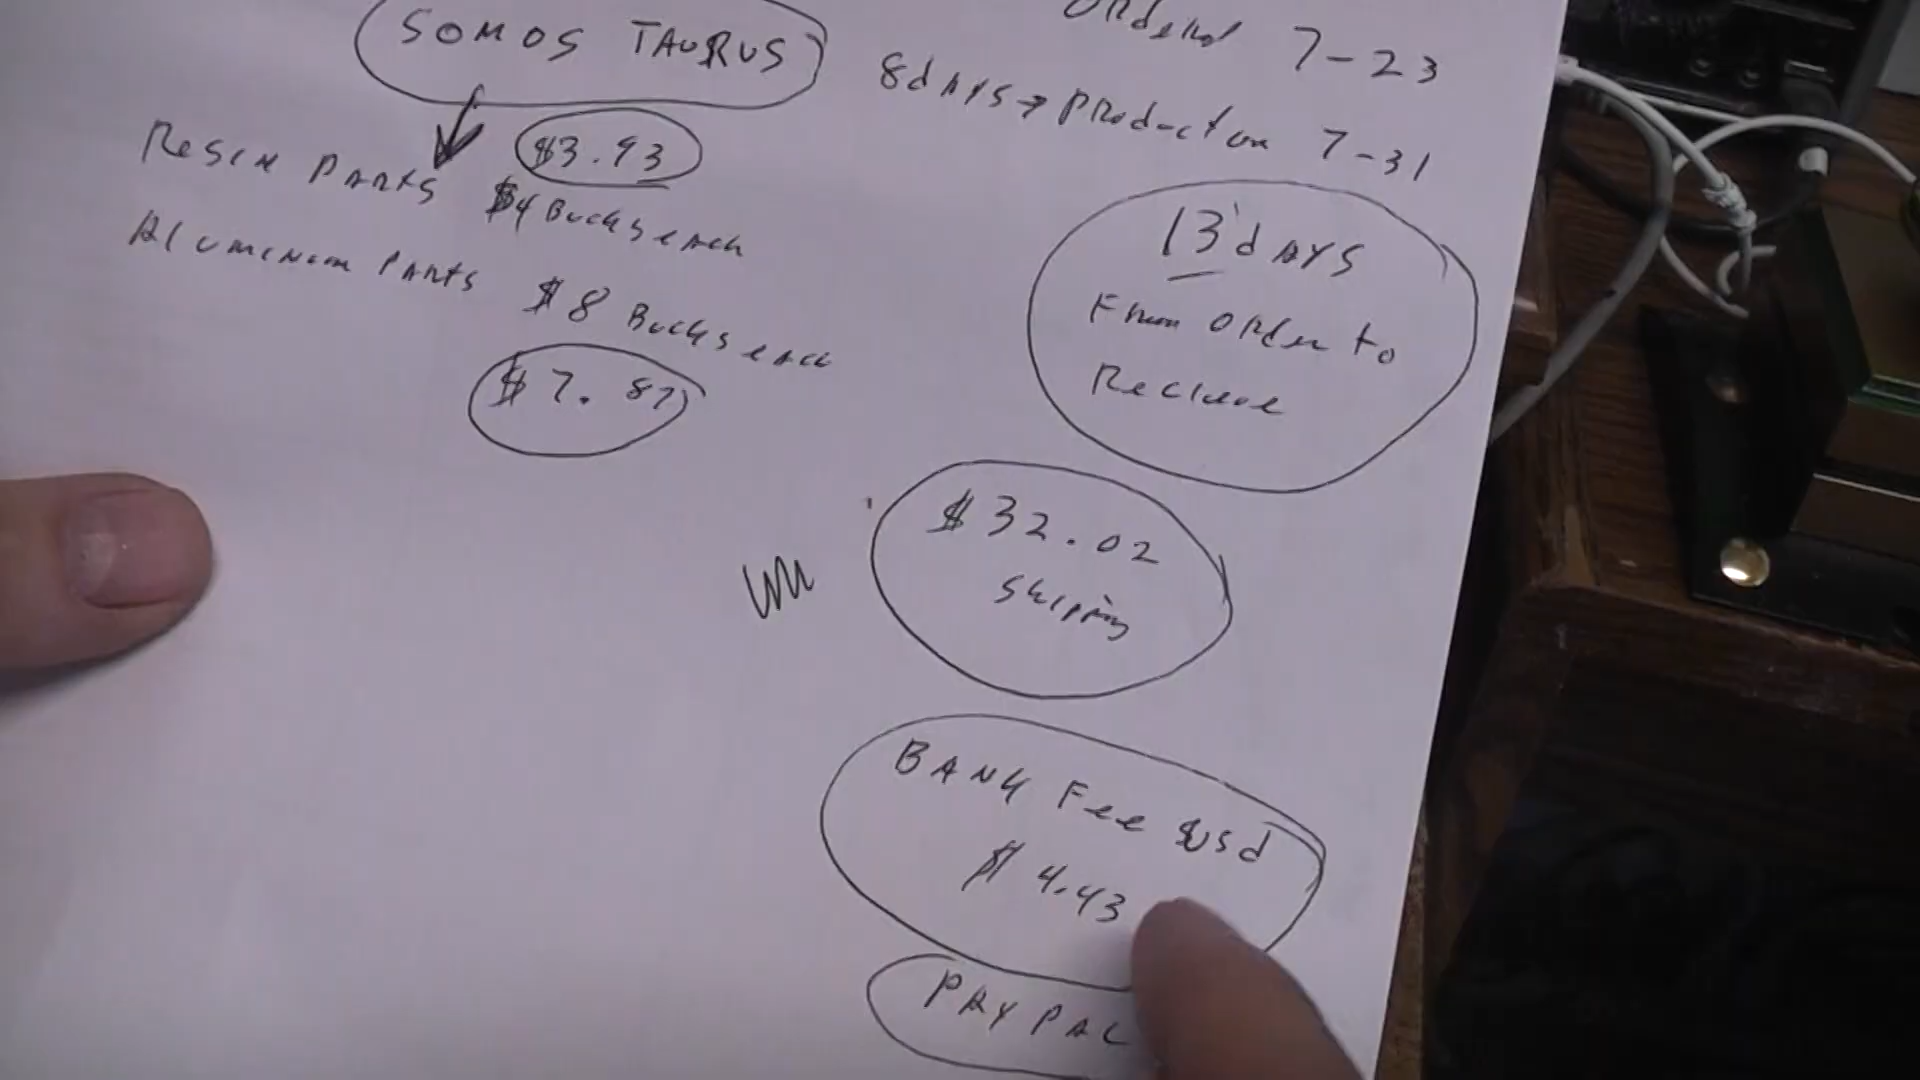 SOMOS TAURUS
Ordered 7-23
8 dAYS → Production 7-31
$3.93
Resin PARTS $4 Bucks each
Aluminum PARTS $8 Bucks each
$7.87
13 dAYS
From order to
Recieve
$32.02
Shipping
BANK Fee usd
$4.43
PAYPAL